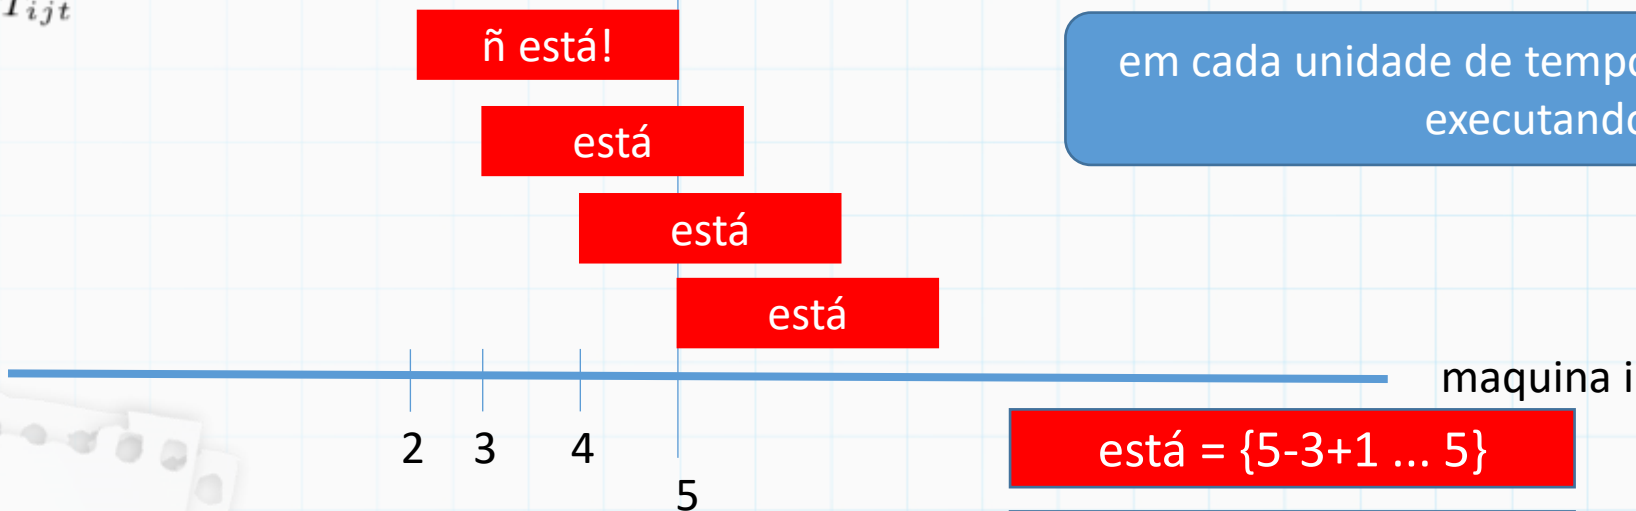 ñ está!
em cada unidade de tempo
executando
está
está
está
maquina i
2 3 4
5
está = {5-3+1 ... 5}